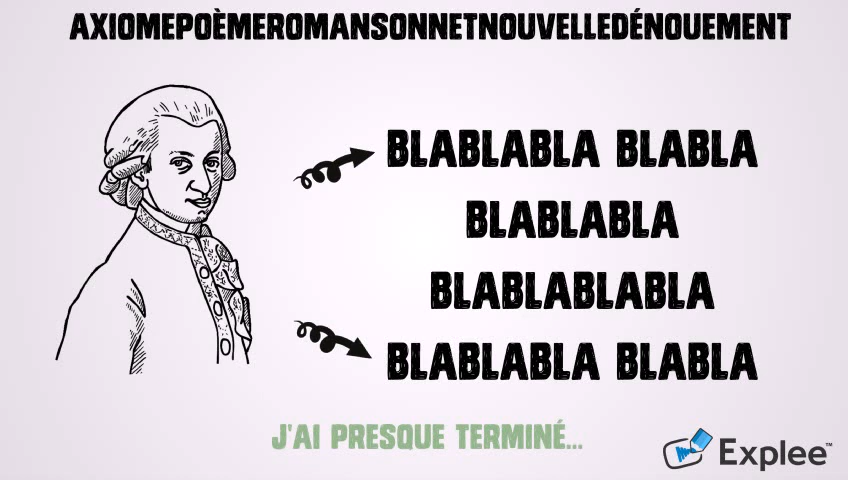 AXIOMEPOÈMEROMANSONNETNOUVELLEDÉNOUEMENT
BLABLABLA BLABLA
BLABLABLA
BLABLABLABLA
BLABLABLA BLABLA
J'AI PRESQUE TERMINÉ...
Explee™